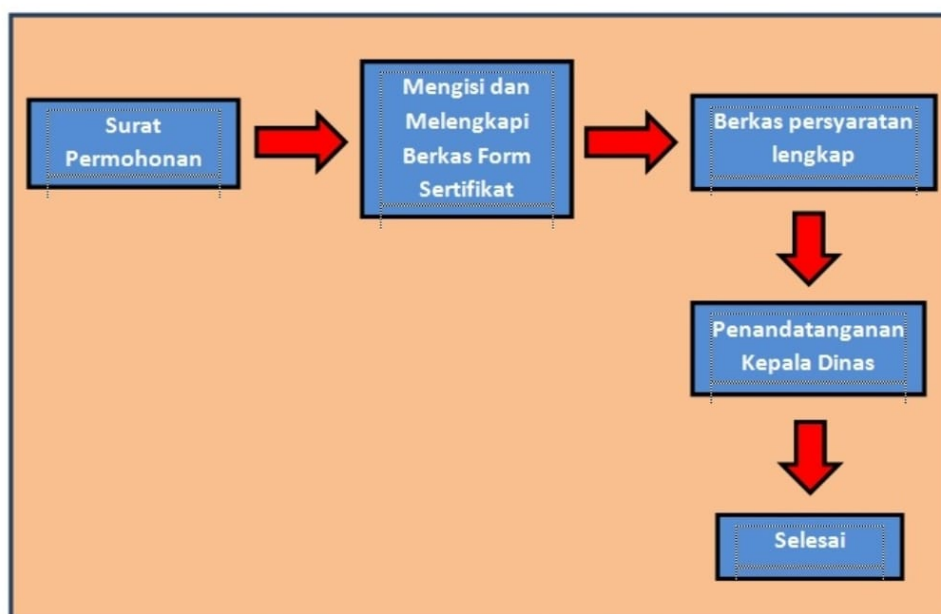 Surat
Permohonan
Mengisi dan
Melengkapi
Berkas Form
Sertifikat
Berkas persyaratan
lengkap
Penandatanganan
Kepala Dinas
Selesai